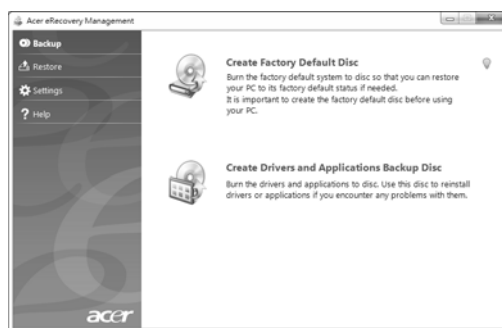 Acer eRecovery Management
Backup
Restore
Settings
Help
Create Factory Default Disc
Burn the factory default system to disc so that you can restore
your PC to its factory default status if needed.
It is important to create the factory default disc before using
your PC.
Create Drivers and Applications Backup Disc
Burn the drivers and applications to disc. Use this disc to reinstall
drivers or applications if you encounter any problems with them.
acer